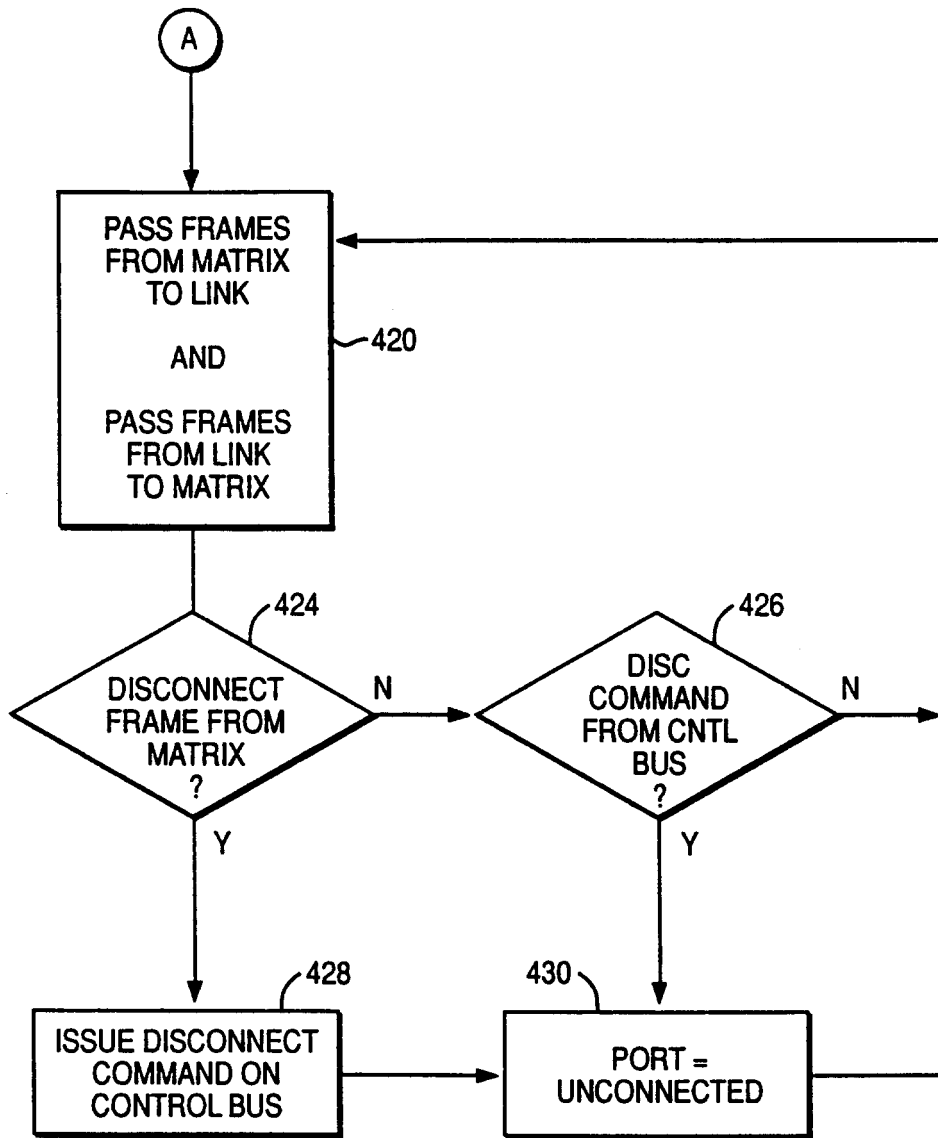 A
PASS FRAMES
FROM MATRIX
TO LINK
AND
PASS FRAMES
FROM LINK
TO MATRIX
420
424
DISCONNECT
FRAME FROM
MATRIX
?
N
Y
426
DISC
COMMAND
FROM CNTL
BUS
?
N
Y
428
ISSUE DISCONNECT
COMMAND ON
CONTROL BUS
430
PORT =
UNCONNECTED